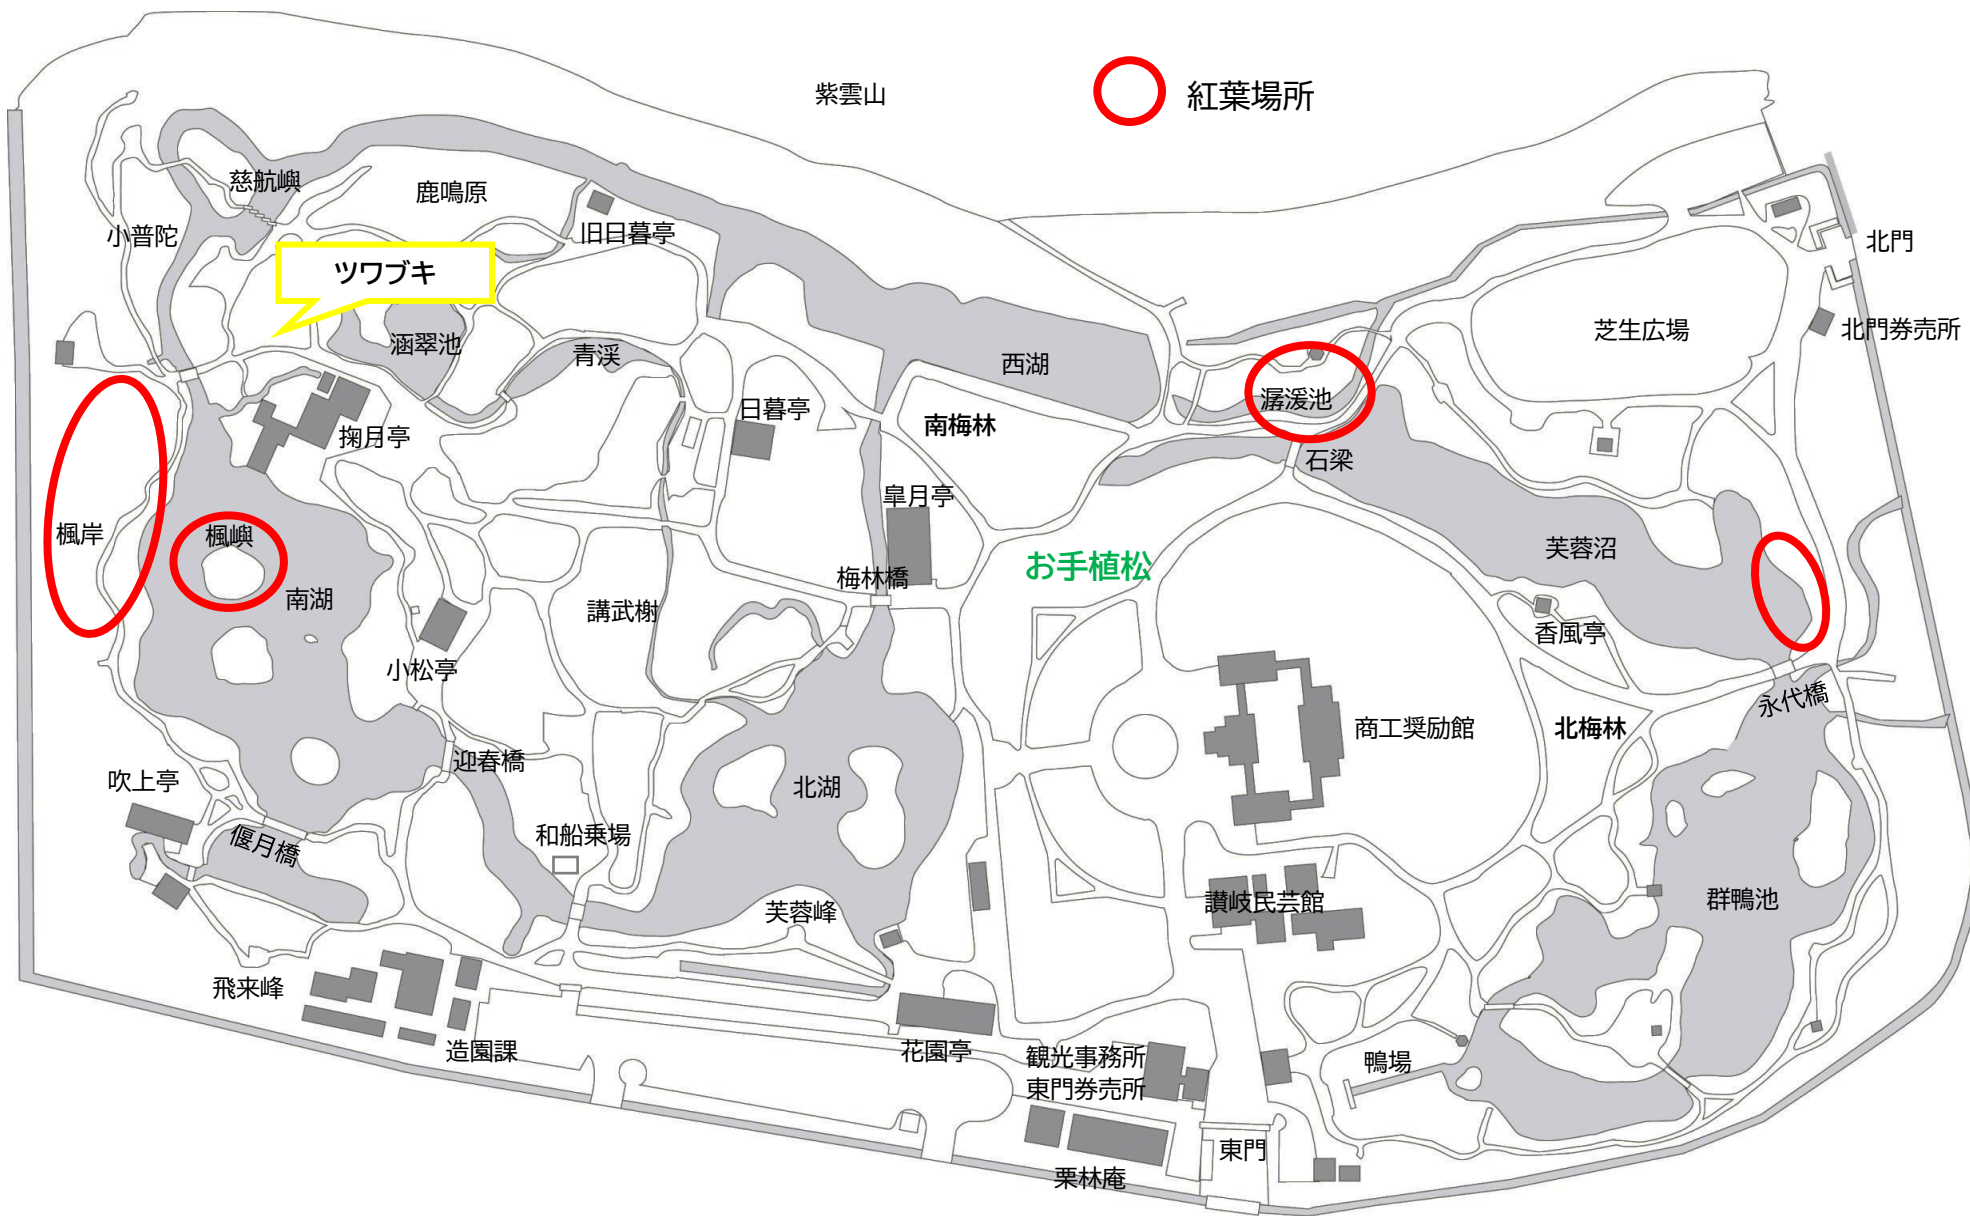 紫雲山
紅葉場所
慈航嶼
鹿鳴原
小普陀
旧日暮亭
北門
ツワブキ
芝生広場
北門券売所
涵翠池
青渓
西湖
潺湲池
日暮亭
南梅林
掬月亭
石梁
皐月亭
楓岸
楓嶼
芙蓉沼
お手植松
梅林橋
南湖
講武榭
香風亭
小松亭
永代橋
商工奨励館
北梅林
迎春橋
吹上亭
北湖
和船乗場
偃月橋
讃岐民芸館
群鴨池
芙蓉峰
飛来峰
造園課
花園亭
観光事務所
東門券売所
鴨場
東門
栗林庵